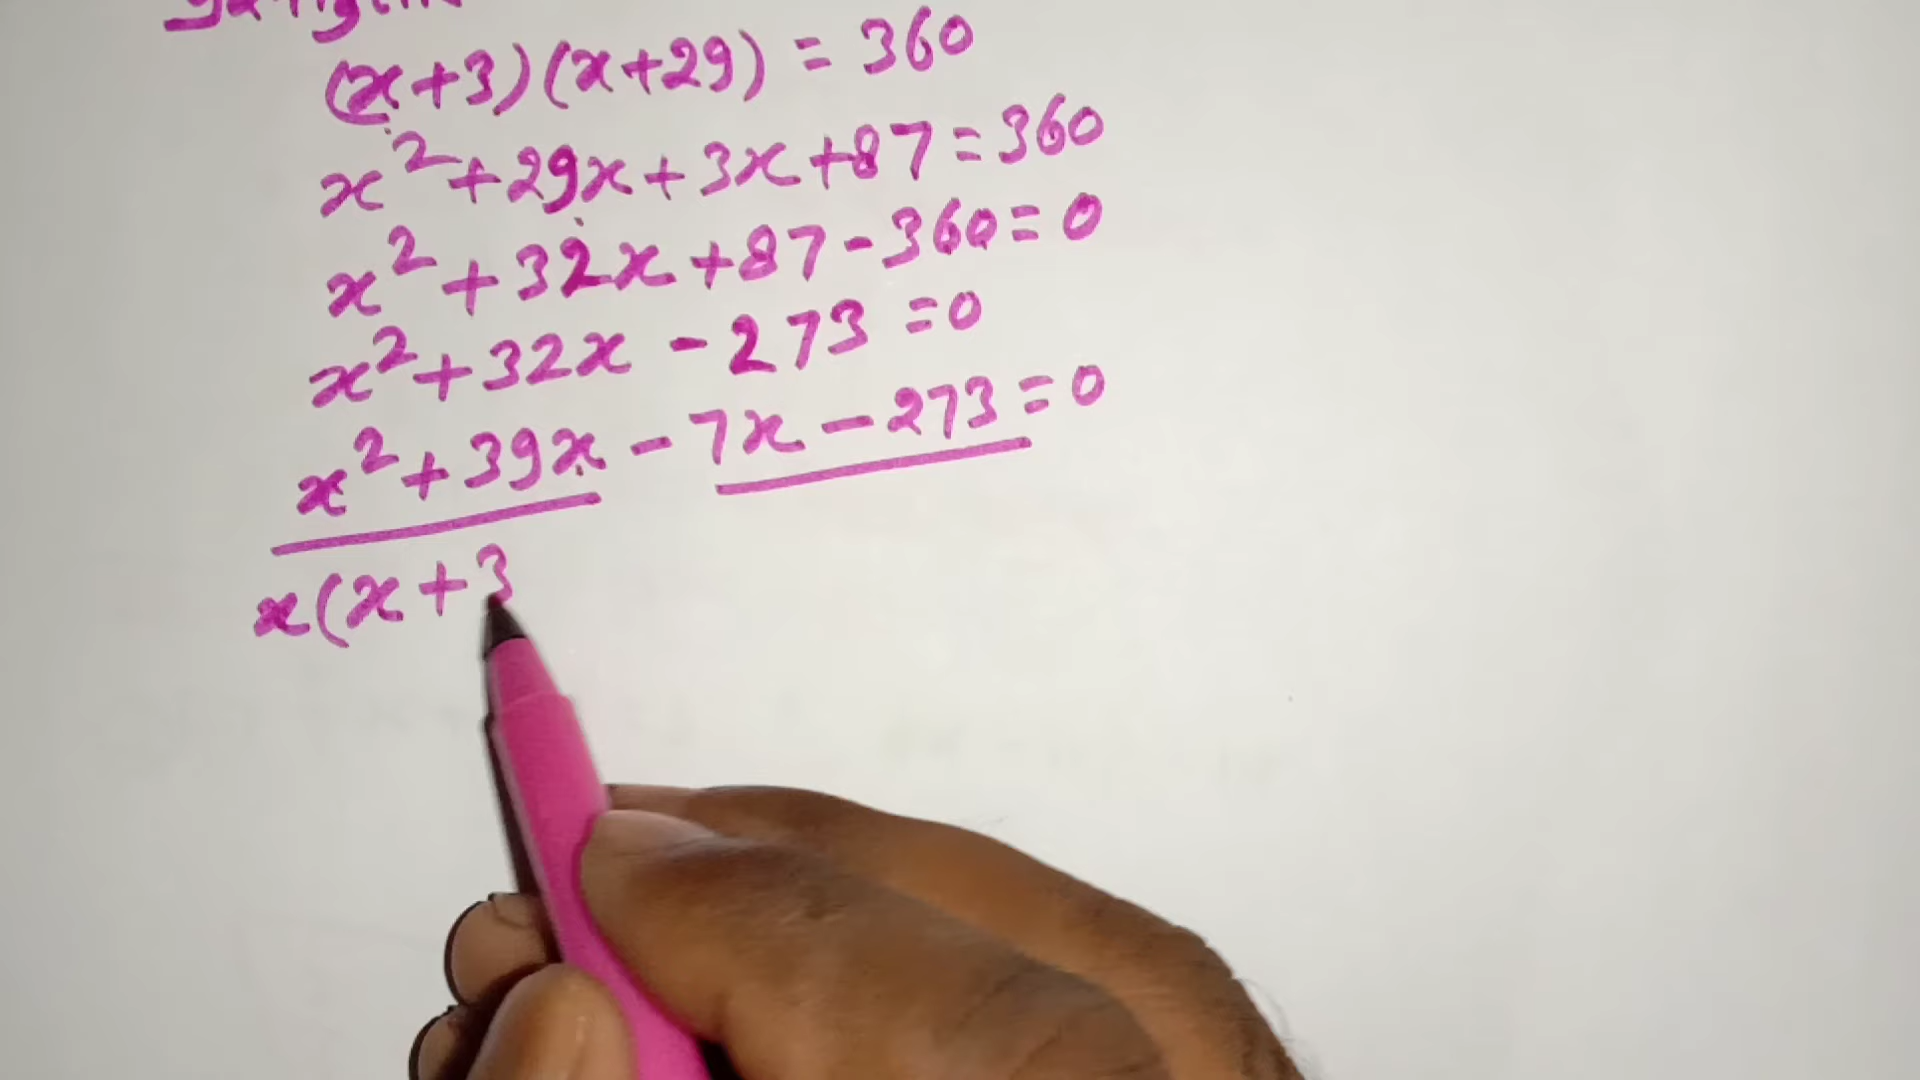 (x+3)(x+29) = 360
x²+29x+3x+87=360
x²+32x+87-360=0
x²+32x-273=0
x²+39x-7x-273=0
x(x+3